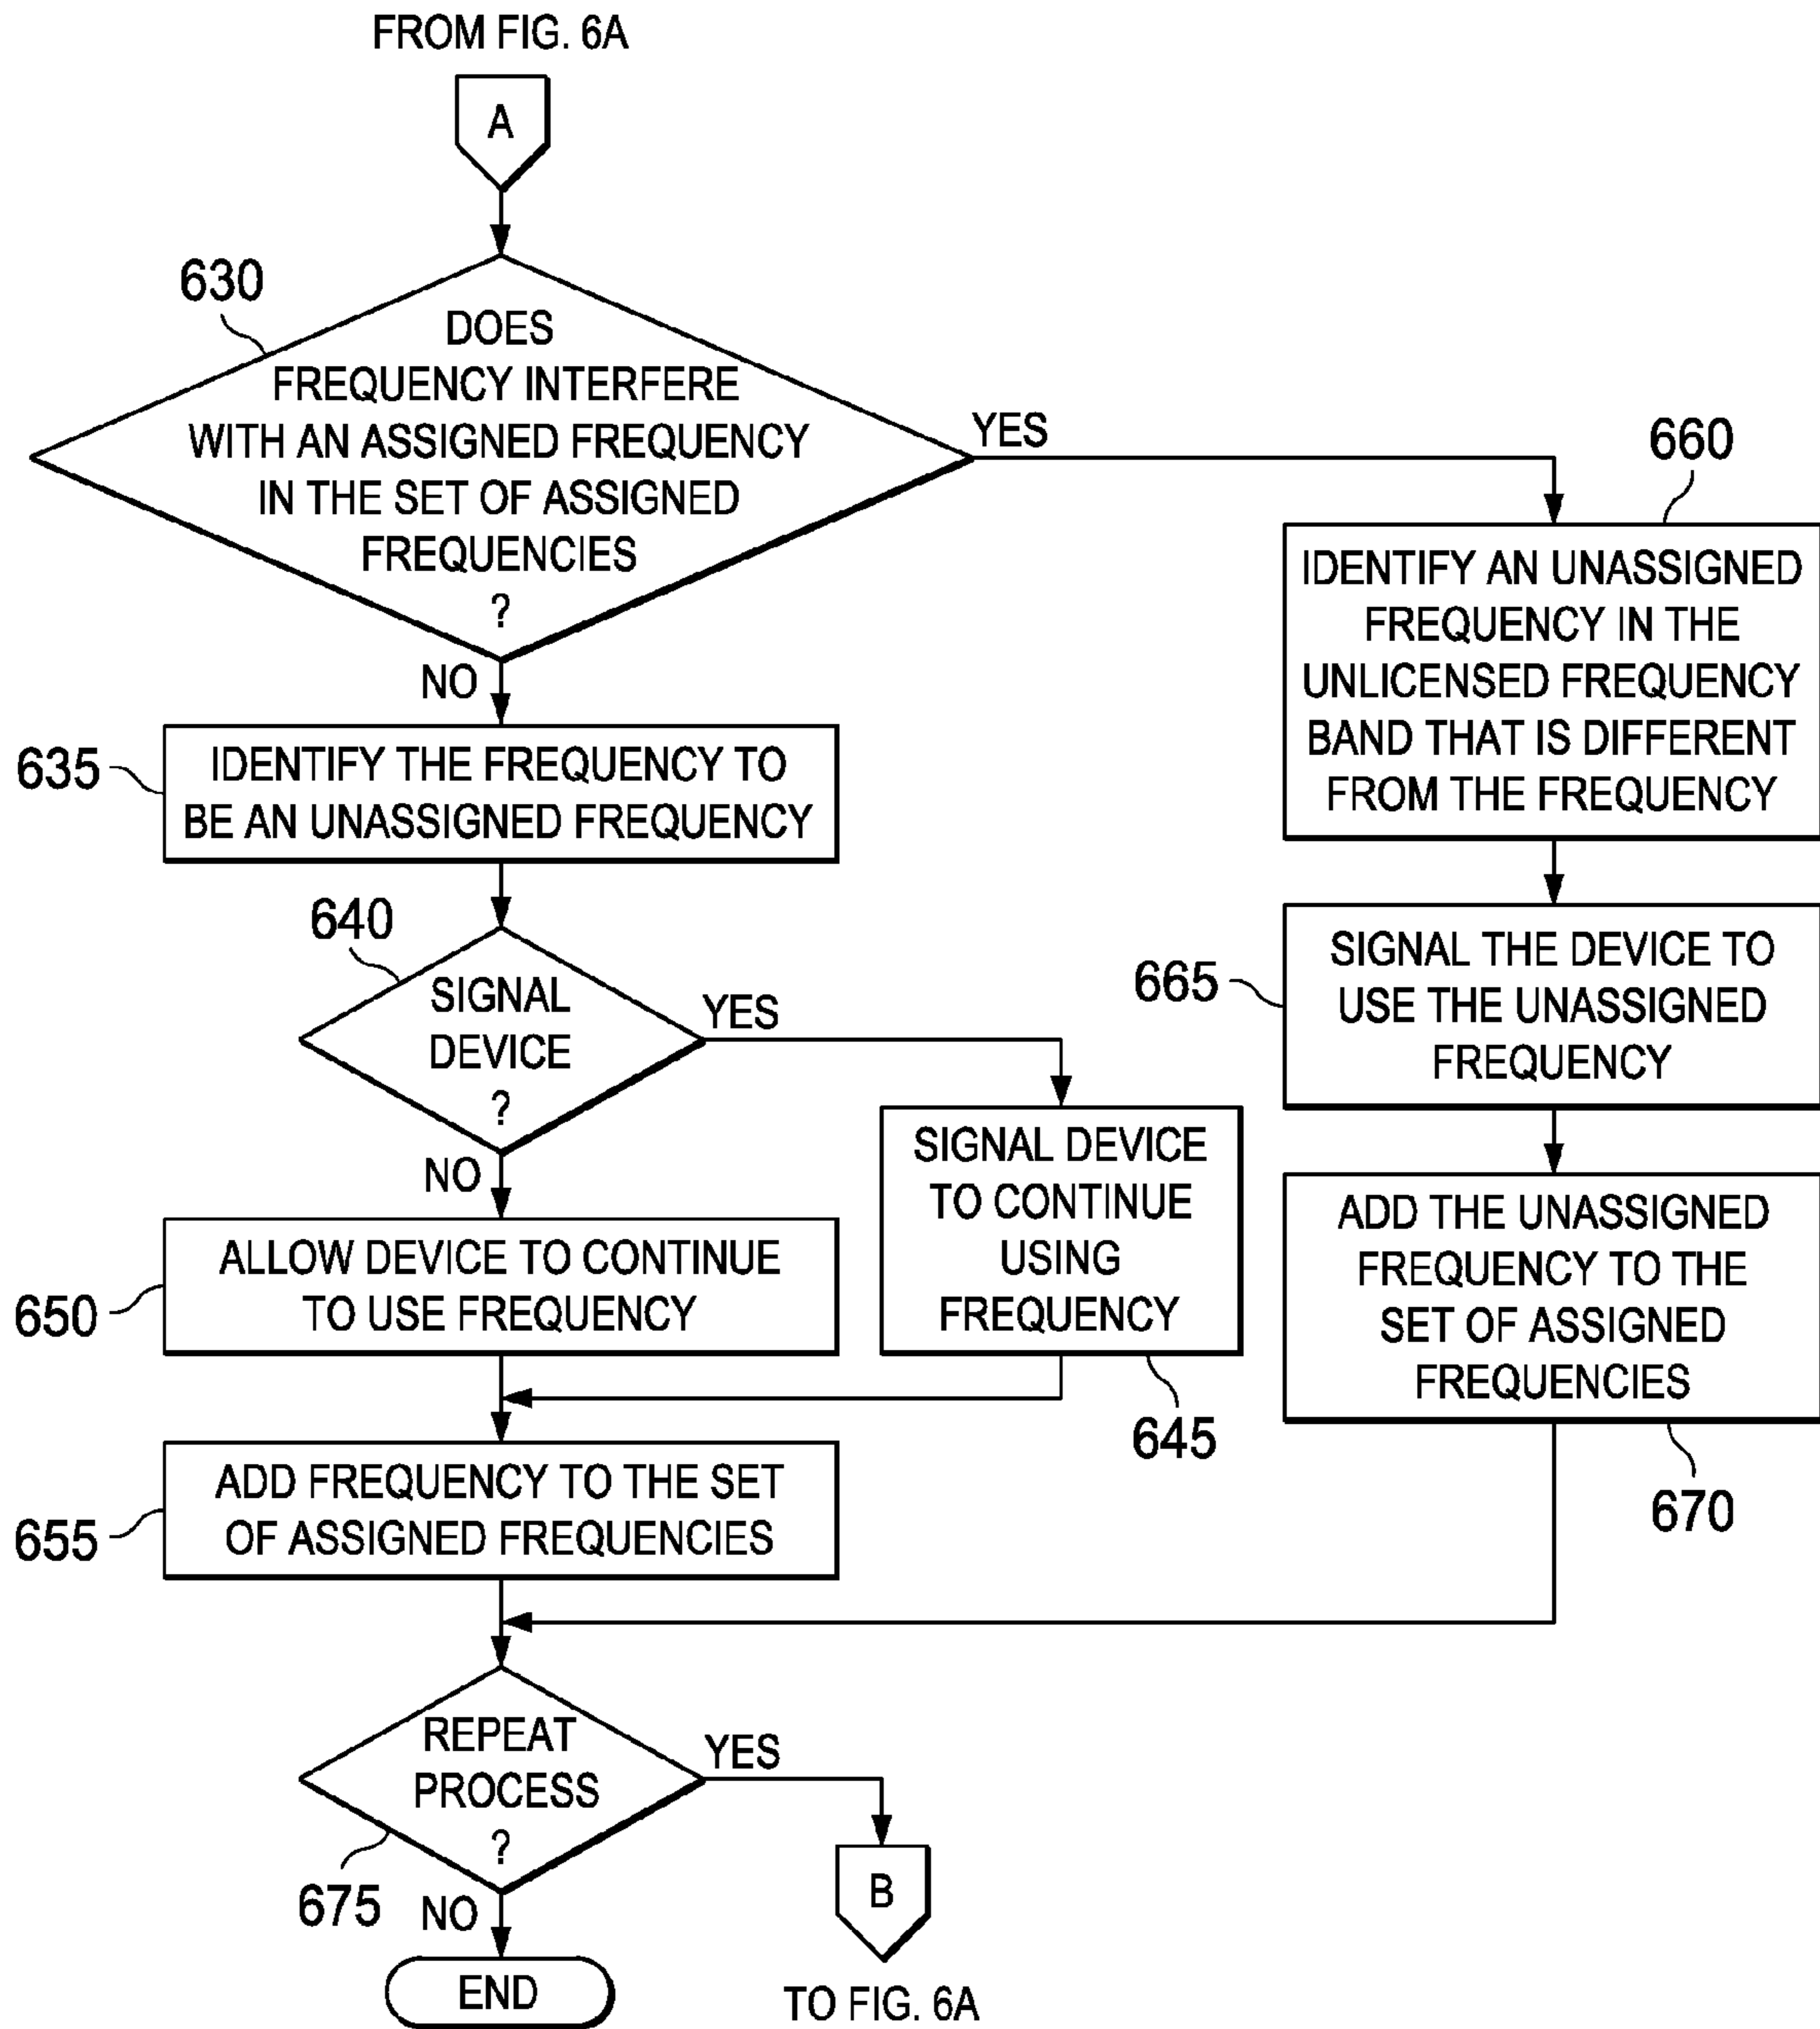 FROM FIG. 6A
A
630
DOES
FREQUENCY INTERFERE
WITH AN ASSIGNED FREQUENCY
IN THE SET OF ASSIGNED
FREQUENCIES
?
YES
NO
660
IDENTIFY AN UNASSIGNED
FREQUENCY IN THE
UNLICENSED FREQUENCY
BAND THAT IS DIFFERENT
FROM THE FREQUENCY
635
IDENTIFY THE FREQUENCY TO
BE AN UNASSIGNED FREQUENCY
640
SIGNAL
DEVICE
?
YES
NO
665
SIGNAL THE DEVICE TO
USE THE UNASSIGNED
FREQUENCY
SIGNAL DEVICE
TO CONTINUE
USING
FREQUENCY
645
650
ALLOW DEVICE TO CONTINUE
TO USE FREQUENCY
ADD THE UNASSIGNED
FREQUENCY TO THE
SET OF ASSIGNED
FREQUENCIES
670
655
ADD FREQUENCY TO THE SET
OF ASSIGNED FREQUENCIES
REPEAT
PROCESS
?
675
YES
NO
B
END
TO FIG. 6A